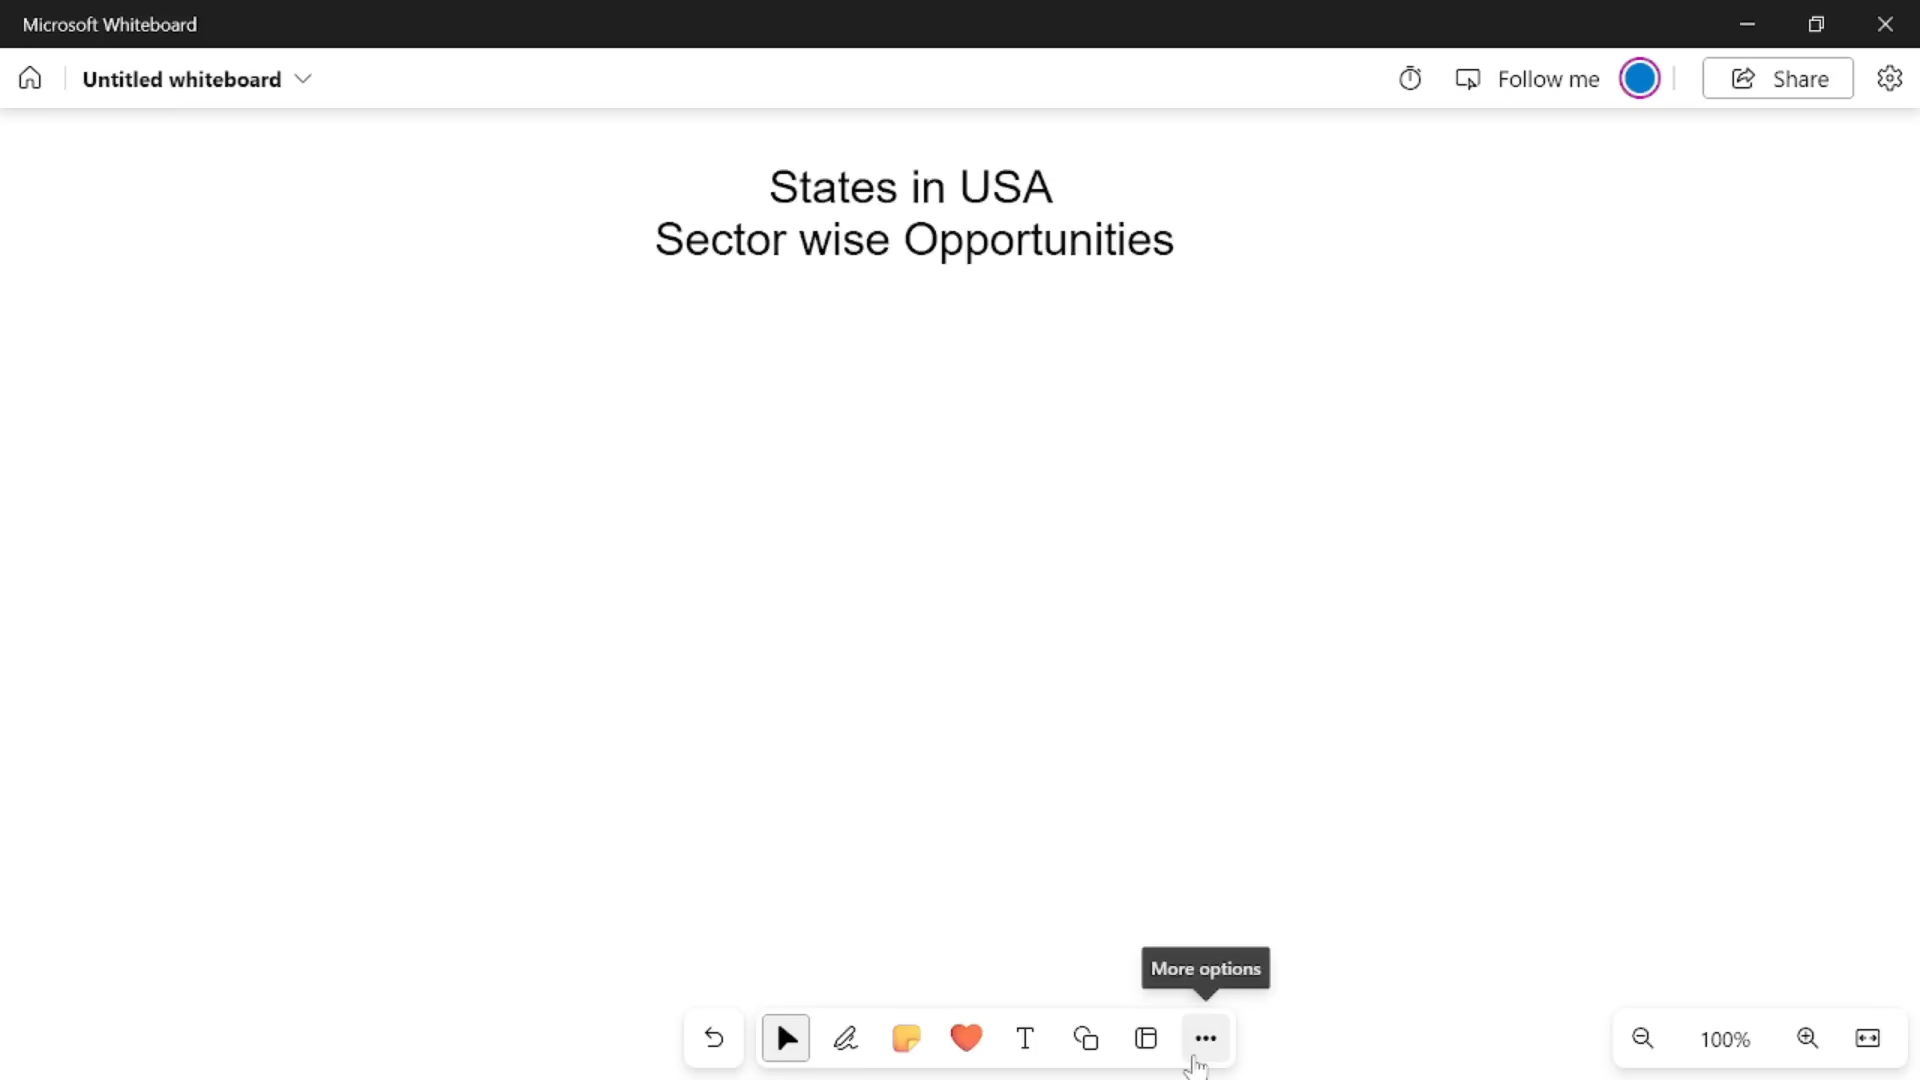 Microsoft Whiteboard
Untitled whiteboard
Follow me
Share
States in USA
Sector wise Opportunities
More options
T
100%